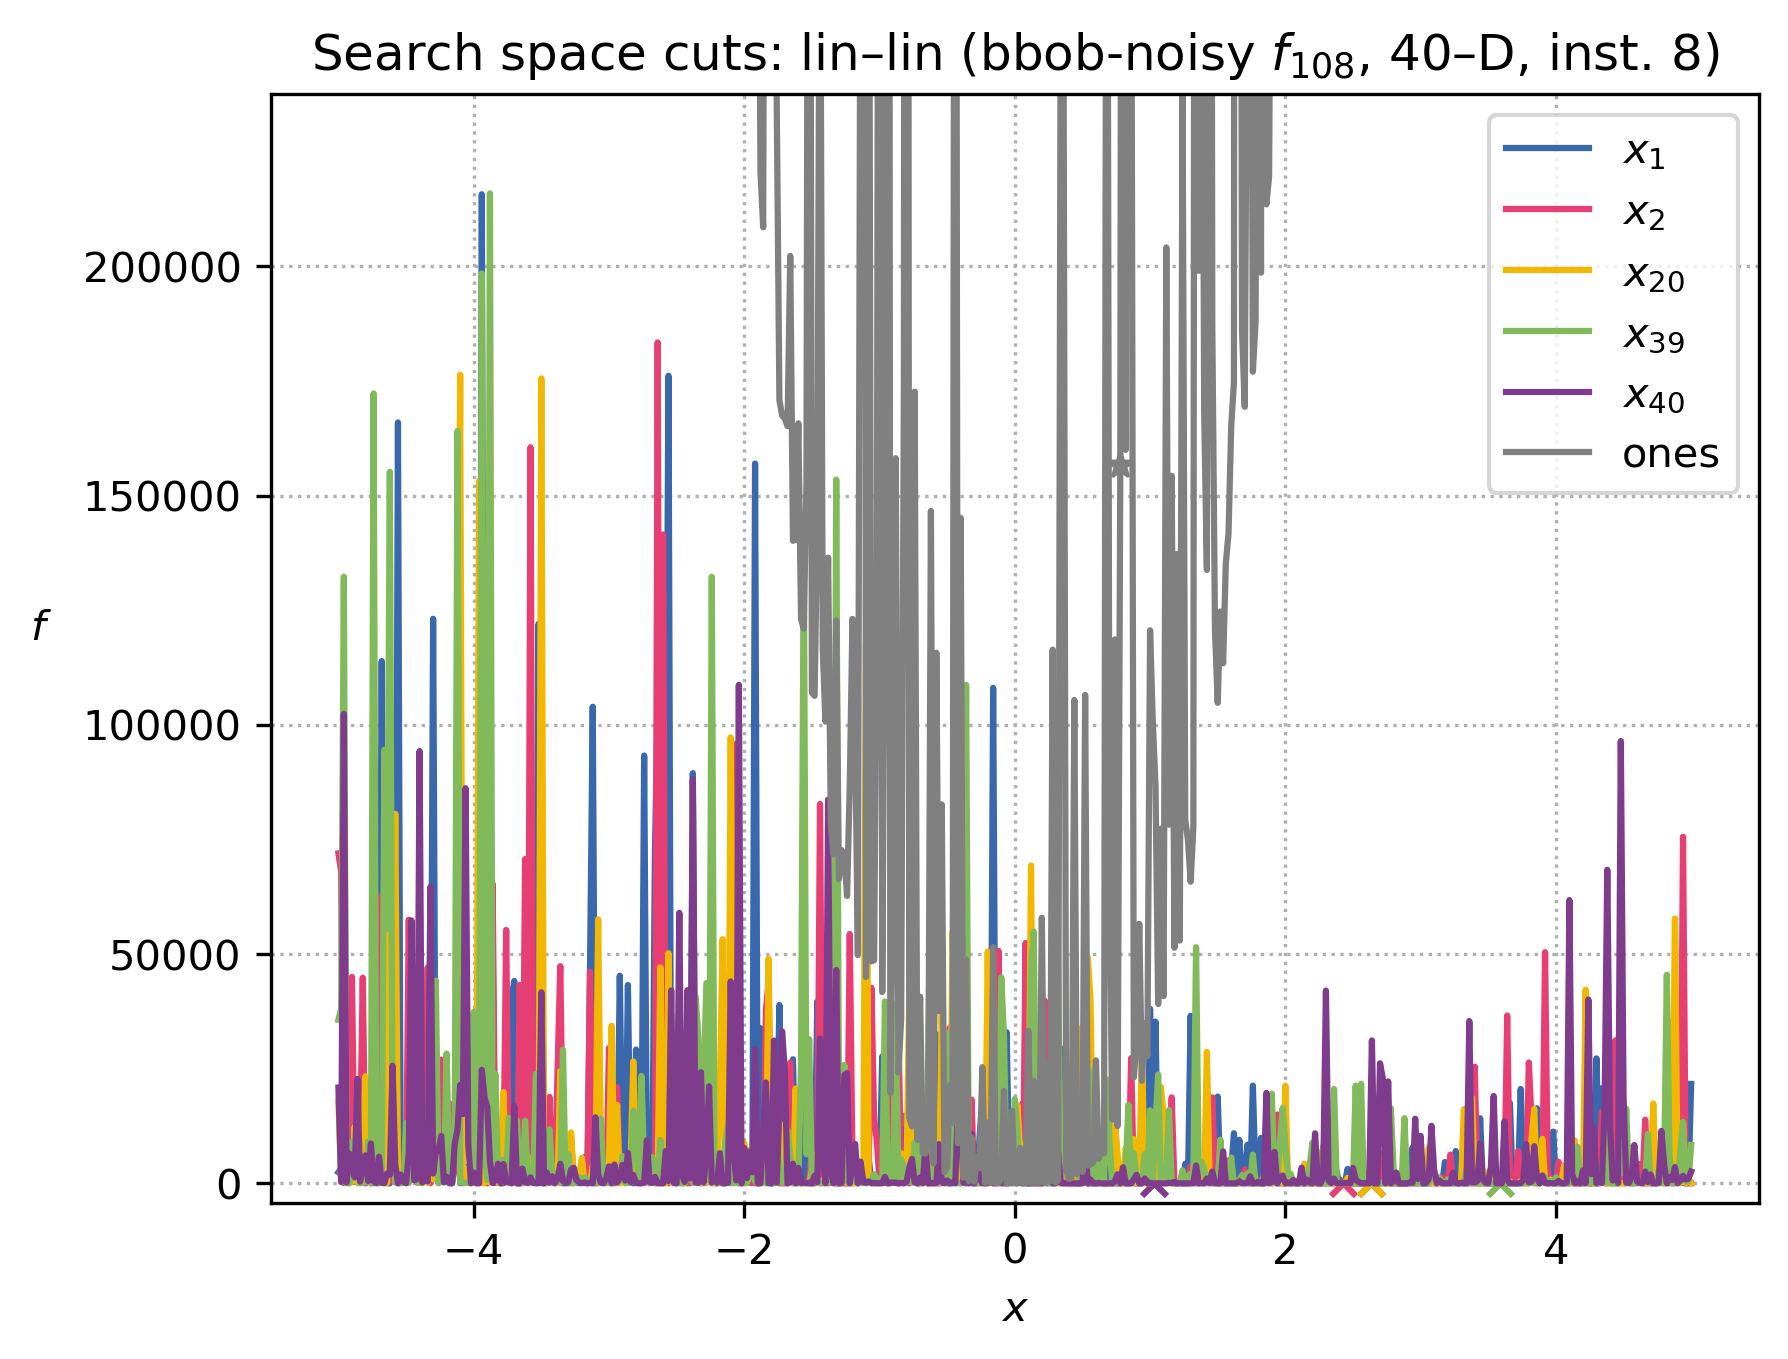 Search space cuts: lin–lin (bbob-noisy f108, 40–D, inst. 8)
x1
x2
x20
x39
x40
ones
f
200000
150000
100000
50000
0
−4
−2
0
2
4
x